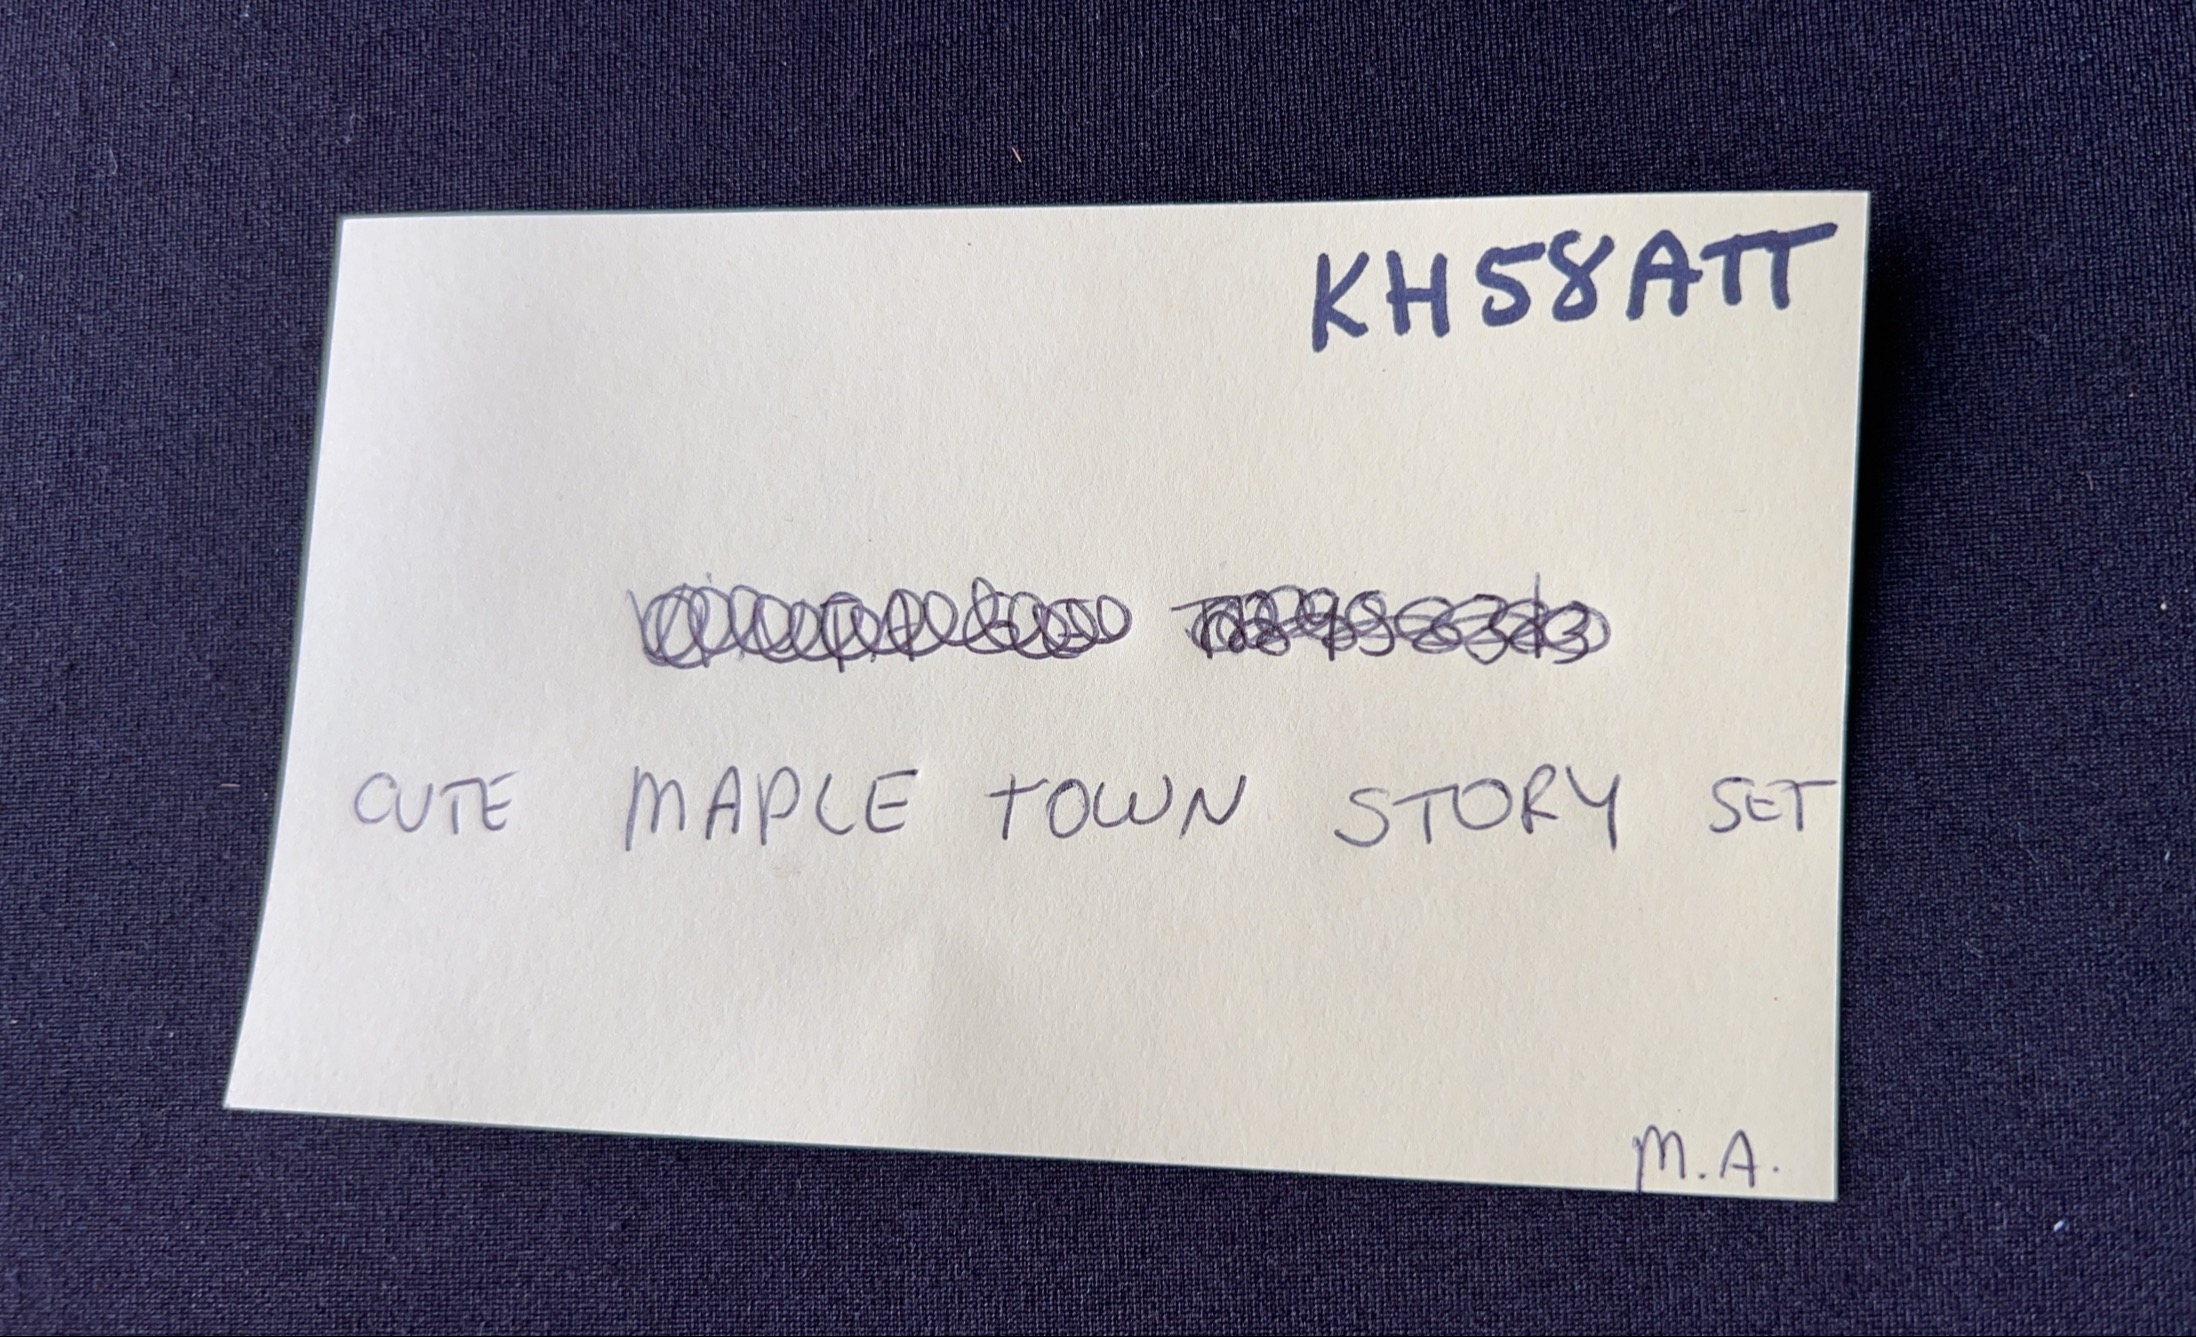 KH58ATT
CUTE MAPLE TOWN STORY SET
M.A.